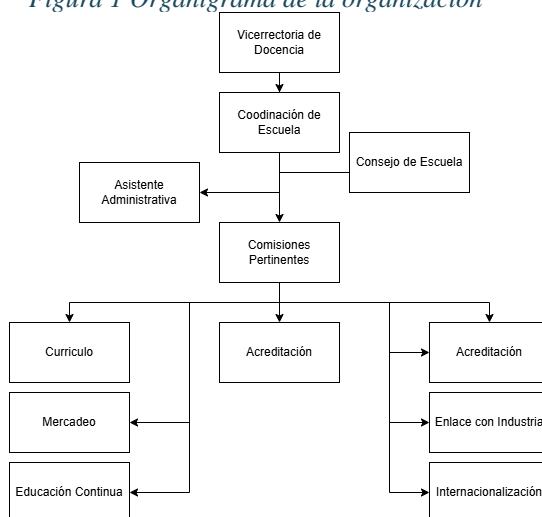 Figura 1 Organigrama de la organización
Vicerrectoria de
Docencia
Coodinación de
Escuela
Consejo de Escuela
Asistente
Administrativa
Comisiones
Pertinentes
Curriculo
Acreditación
Acreditación
Mercadeo
Enlace con Industria
Educación Continua
Internacionalización